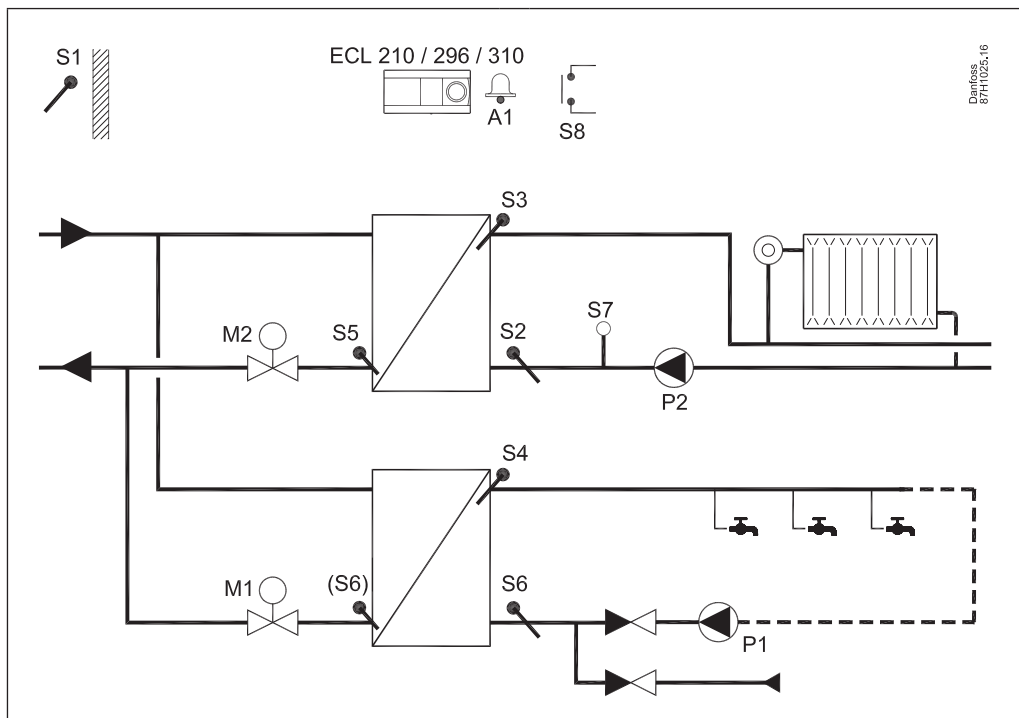 S1
ECL 210 / 296 / 310
A1
S8
Danfoss
87H1025.16
S3
M2
S5
S2
S7
P2
S4
M1
(S6)
S6
P1